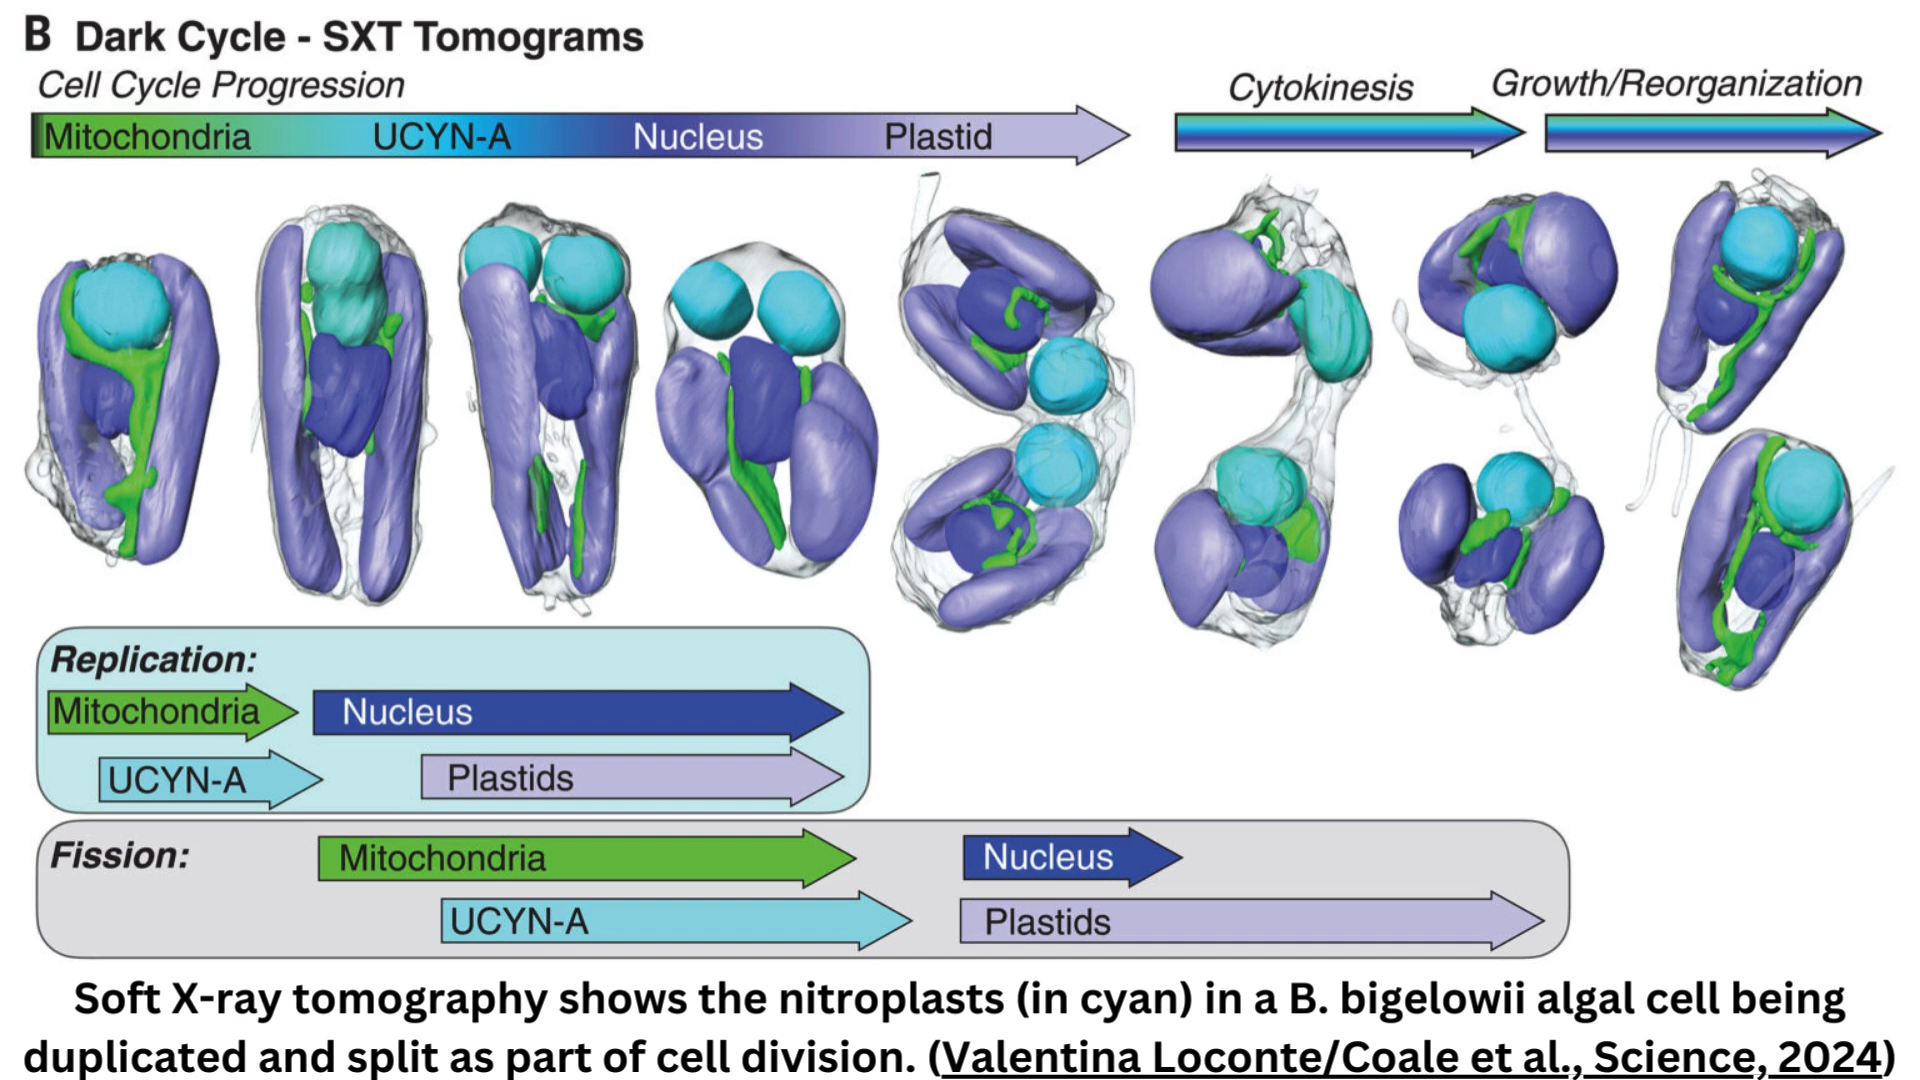 B Dark Cycle - SXT Tomograms
Cell Cycle Progression
Cytokinesis
Growth/Reorganization
Mitochondria UCYN-A Nucleus Plastid
Replication:
Mitochondria
Nucleus
UCYN-A
Plastids
Fission:
Mitochondria
Nucleus
UCYN-A
Plastids
Soft X-ray tomography shows the nitroplasts (in cyan) in a B. bigelowii algal cell being
duplicated and split as part of cell division. (Valentina Loconte/Coale et al., Science, 2024)